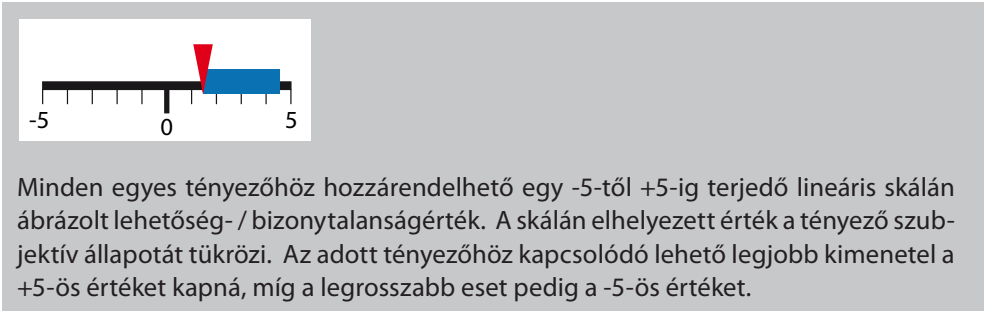 -5 0 5
Minden egyes tényezőhöz hozzárendelhető egy -5-től +5-ig terjedő lineáris skálán
ábrázolt lehetőség- / bizonytalanságérték. A skálán elhelyezett érték a tényező szub-
jektív állapotát tükrözi. Az adott tényezőhöz kapcsolódó lehető legjobb kimenetel a
+5-ös értéket kapná, míg a legrosszabb eset pedig a -5-ös értéket.